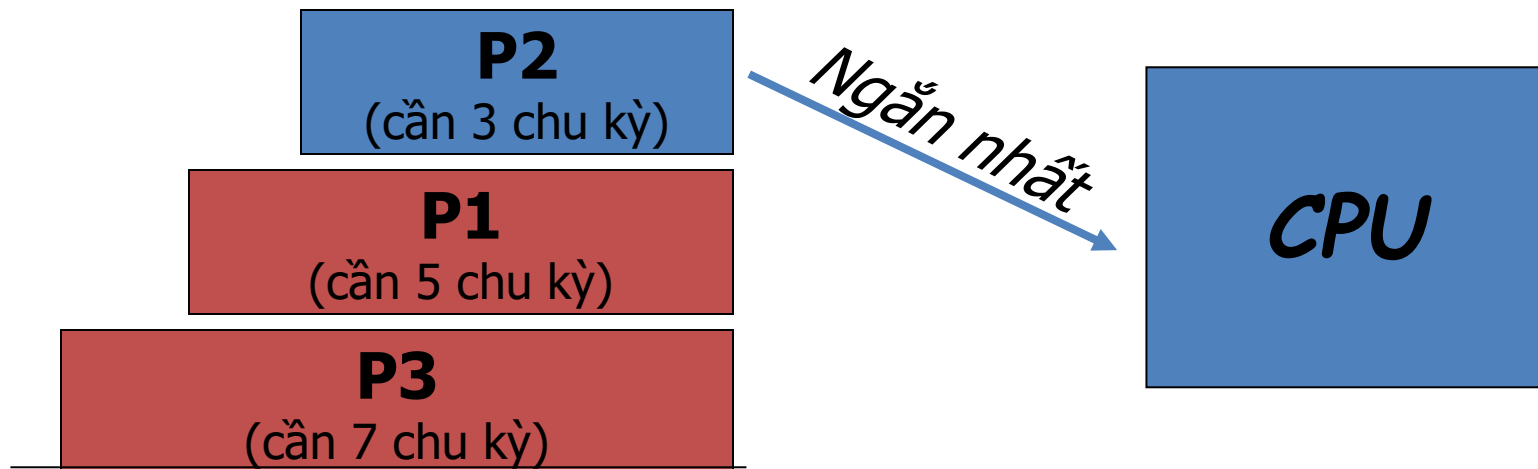 P2
(cần 3 chu kỳ)
Ngắn nhất
CPU
P1
(cần 5 chu kỳ)
P3
(cần 7 chu kỳ)